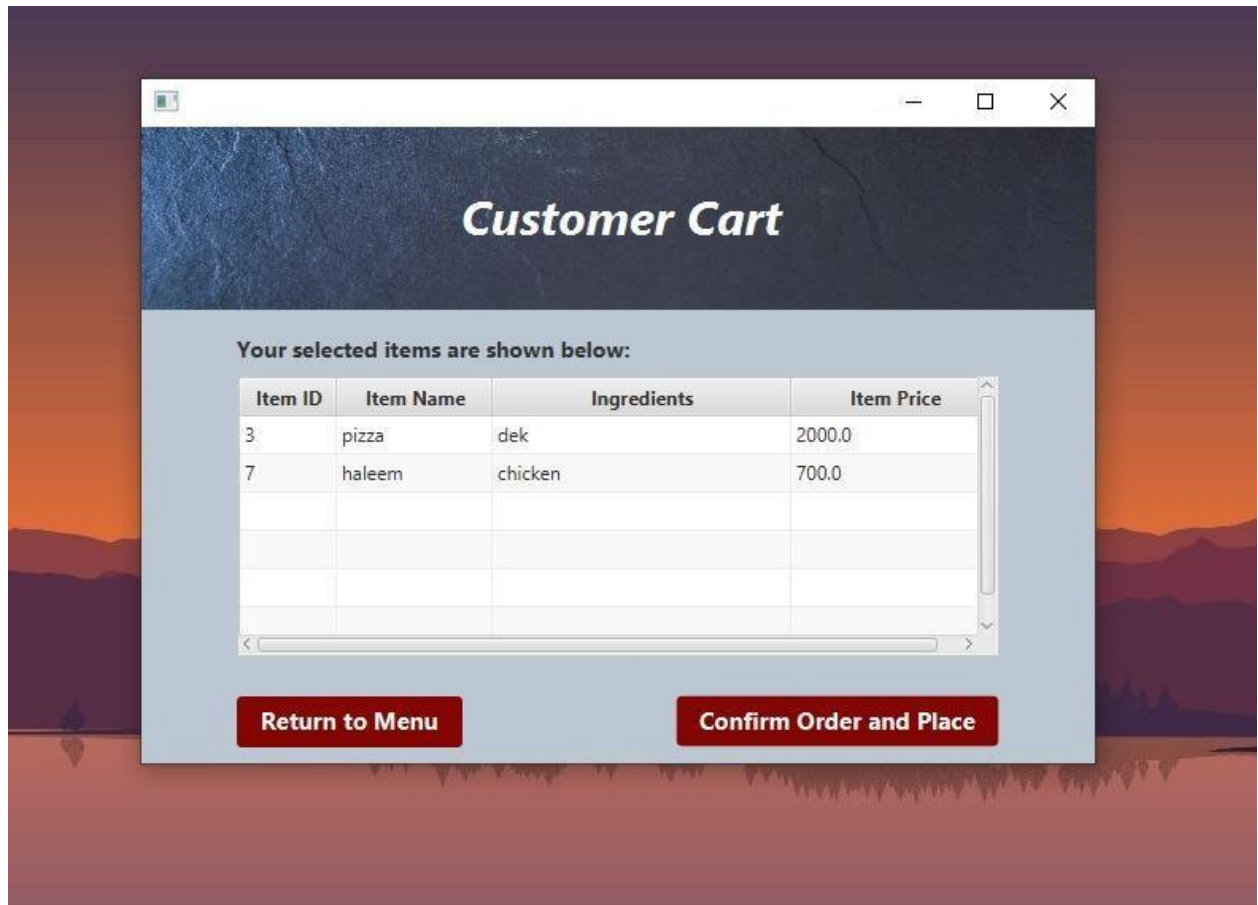 Customer Cart
Your selected items are shown below:
Item ID Item Name Ingredients Item Price
3 pizza dek 2000.0
7 haleem chicken 700.0
Return to Menu Confirm Order and Place